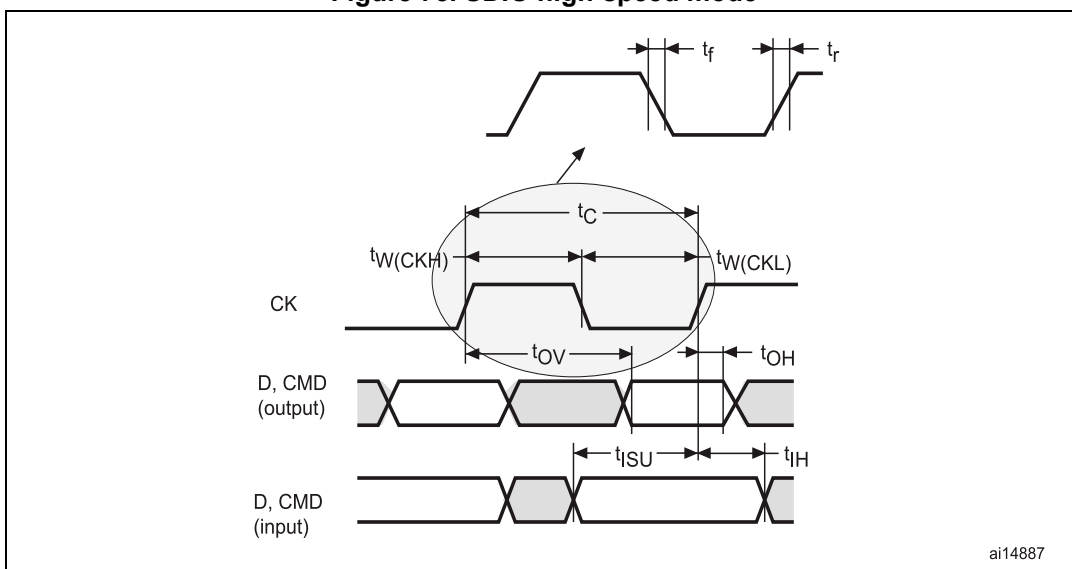 Figure 75. SDIO high-speed mode
tf
tr
tC
tW(CKH)
tW(CKL)
CK
tOV
tOH
D, CMD
(output)
tISU
tIH
D, CMD
(input)
ai14887